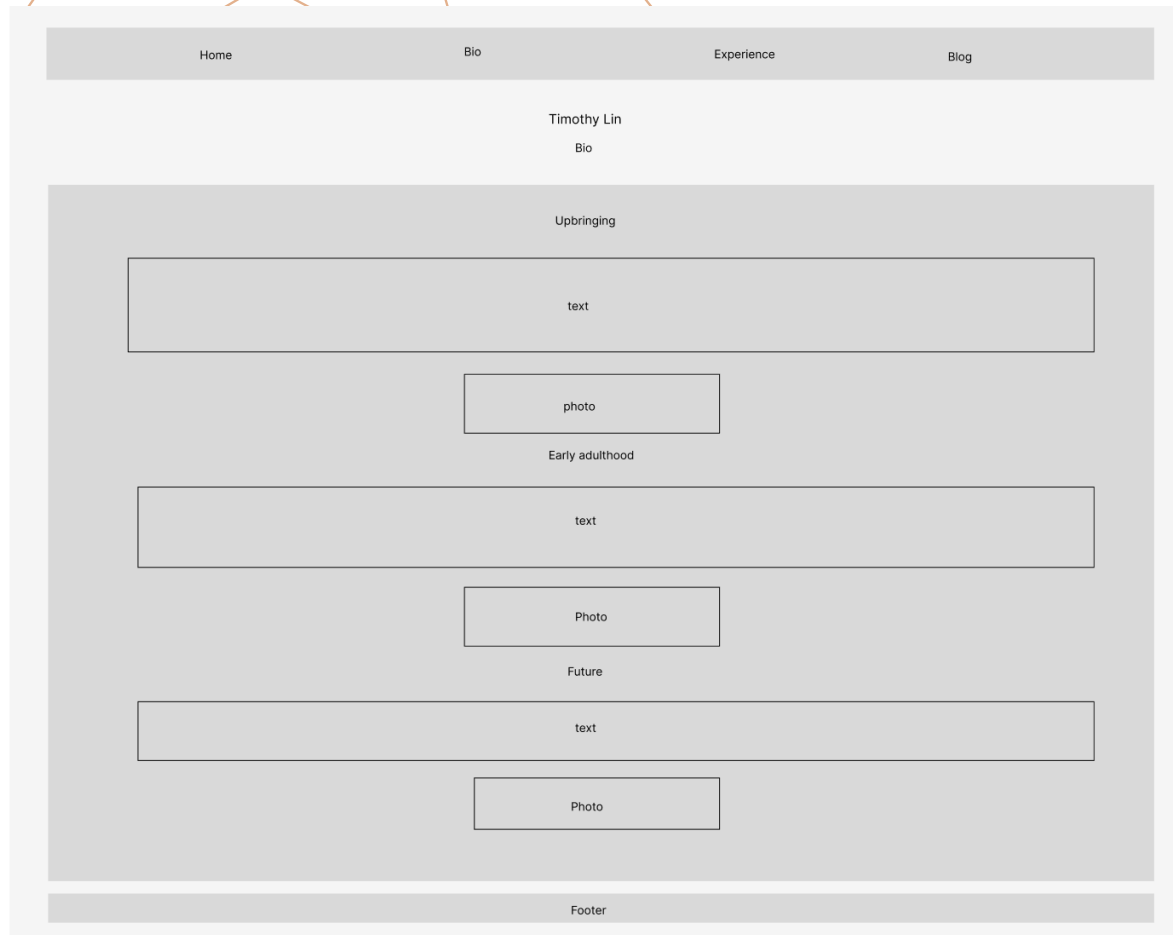 Home Bio Experience Blog
Timothy Lin
Bio
Upbringing
text
photo
Early adulthood
text
Photo
Future
text
Photo
Footer